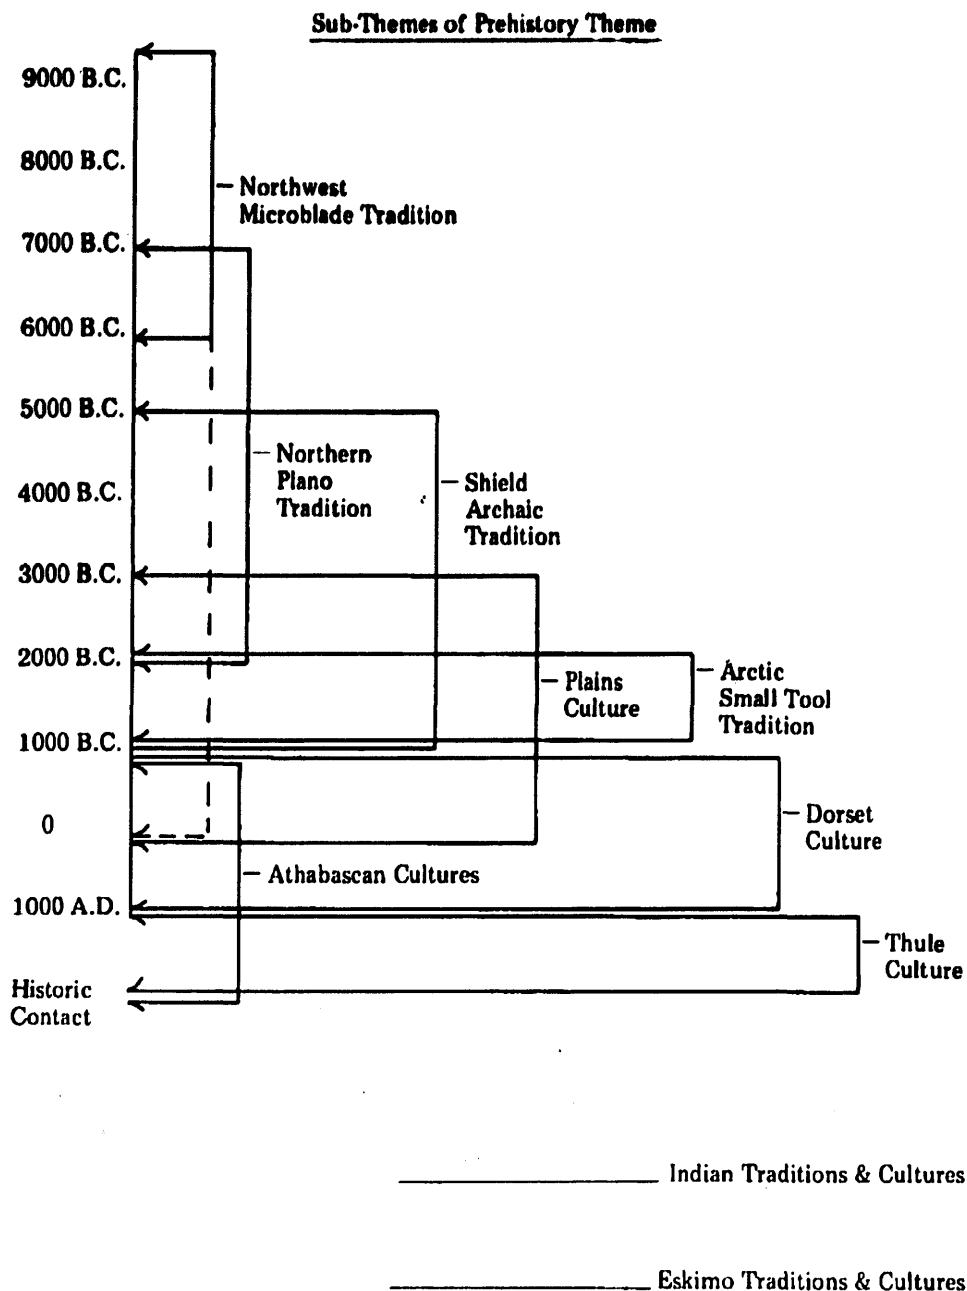 Sub-Themes of Prehistory Theme
9000 B.C.
8000 B.C.
Northwest
Microblade Tradition
7000 B.C.
6000 B.C.
5000 B.C.
Northern
Plano
Tradition
4000 B.C.
Shield
Archaic
Tradition
3000 B.C.
2000 B.C.
Plains
Culture
Arctic
Small Tool
Tradition
1000 B.C.
0
Dorset
Culture
Athabascan Cultures
1000 A.D.
Thule
Culture
Historic
Contact
Indian Traditions & Cultures
Eskimo Traditions & Cultures